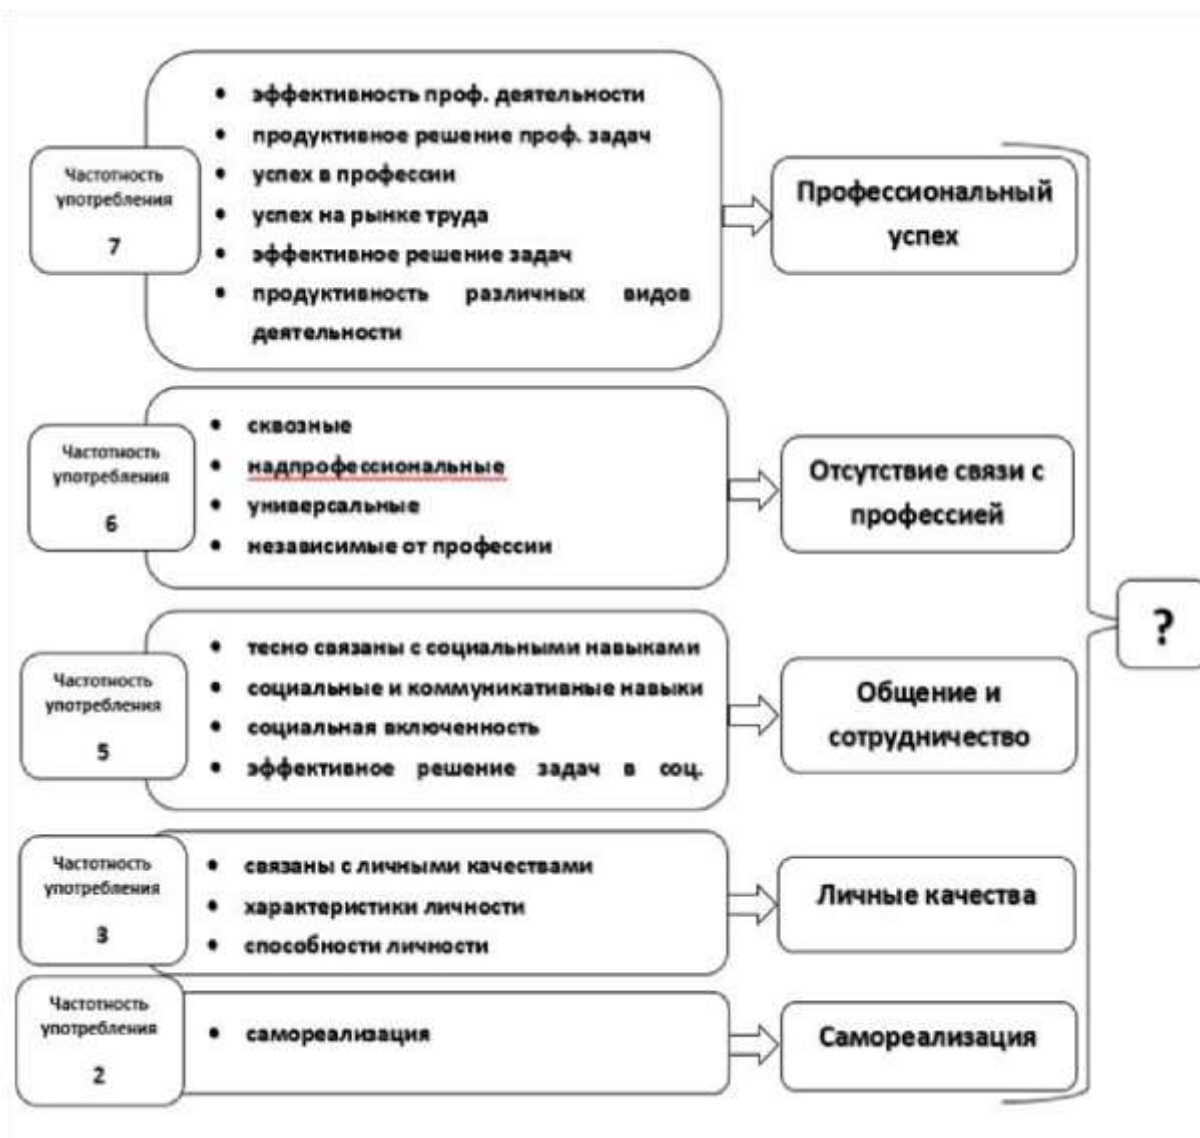 Частотность
употребления
7
• эффективность проф. деятельности
• продуктивное решение проф. задач
• успех в профессии
• успех на рынке труда
• эффективное решение задач
• продуктивность различных видов
деятельности
Профессиональный
успех
Частотность
употребления
6
• сквозные
• надпрофессиональные
• универсальные
• независимые от профессии
Отсутствие связи с
профессией
Частотность
употребления
5
• тесно связаны с социальными навыками
• социальные и коммуникативные навыки
• социальная включенность
• эффективное решение задач в соц.
Общение и
сотрудничество
?
Частотность
употребления
3
• связаны с личными качествами
• характеристики личности
• способности личности
Личные качества
Частотность
употребления
2
• самореализация
Самореализация